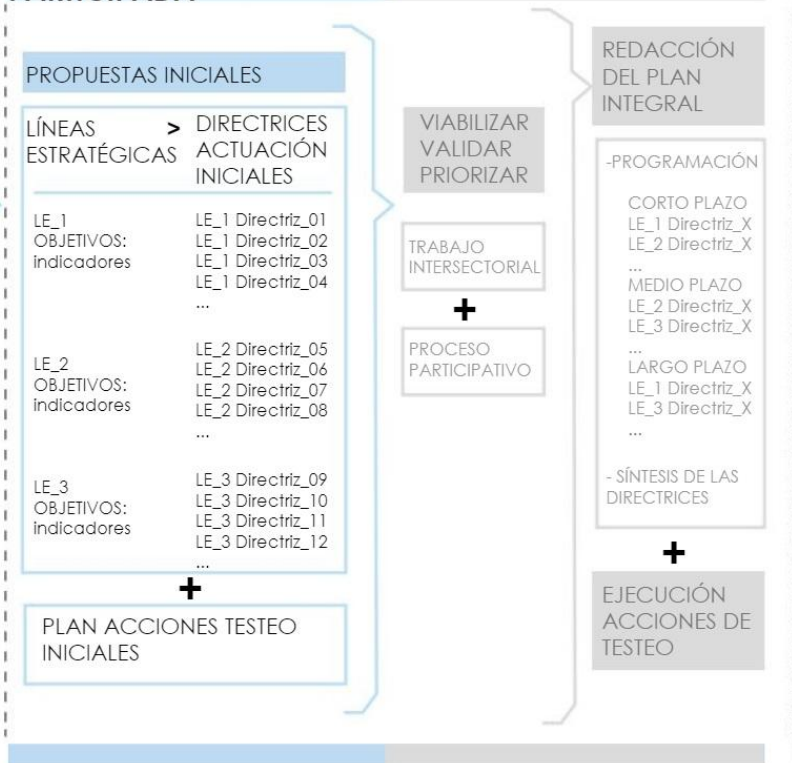 PROPUESTAS INICIALES
LÍNEAS > DIRECTRICES
ESTRATÉGICAS ACTUACIÓN
INICIALES
LE_1
OBJETIVOS:
indicadores
LE_1 Directriz_01
LE_1 Directriz_02
LE_1 Directriz_03
LE_1 Directriz_04
...
LE_2
OBJETIVOS:
indicadores
LE_2 Directriz_05
LE_2 Directriz_06
LE_2 Directriz_07
LE_2 Directriz_08
...
LE_3
OBJETIVOS:
indicadores
LE_3 Directriz_09
LE_3 Directriz_10
LE_3 Directriz_11
LE_3 Directriz_12
...
+
PLAN ACCIONES TESTEO
INICIALES
VIABILIZAR
VALIDAR
PRIORIZAR
TRABAJO
INTERSECTORIAL
+
PROCESO
PARTICIPATIVO
REDACCIÓN
DEL PLAN
INTEGRAL
-PROGRAMACIÓN
CORTO PLAZO
LE_1 Directriz_X
LE_2 Directriz_X
...
MEDIO PLAZO
LE_2 Directriz_X
LE_3 Directriz_X
...
LARGO PLAZO
LE_1 Directriz_X
LE_3 Directriz_X
...
- SÍNTESIS DE LAS
DIRECTRICES
+
EJECUCIÓN
ACCIONES DE
TESTEO